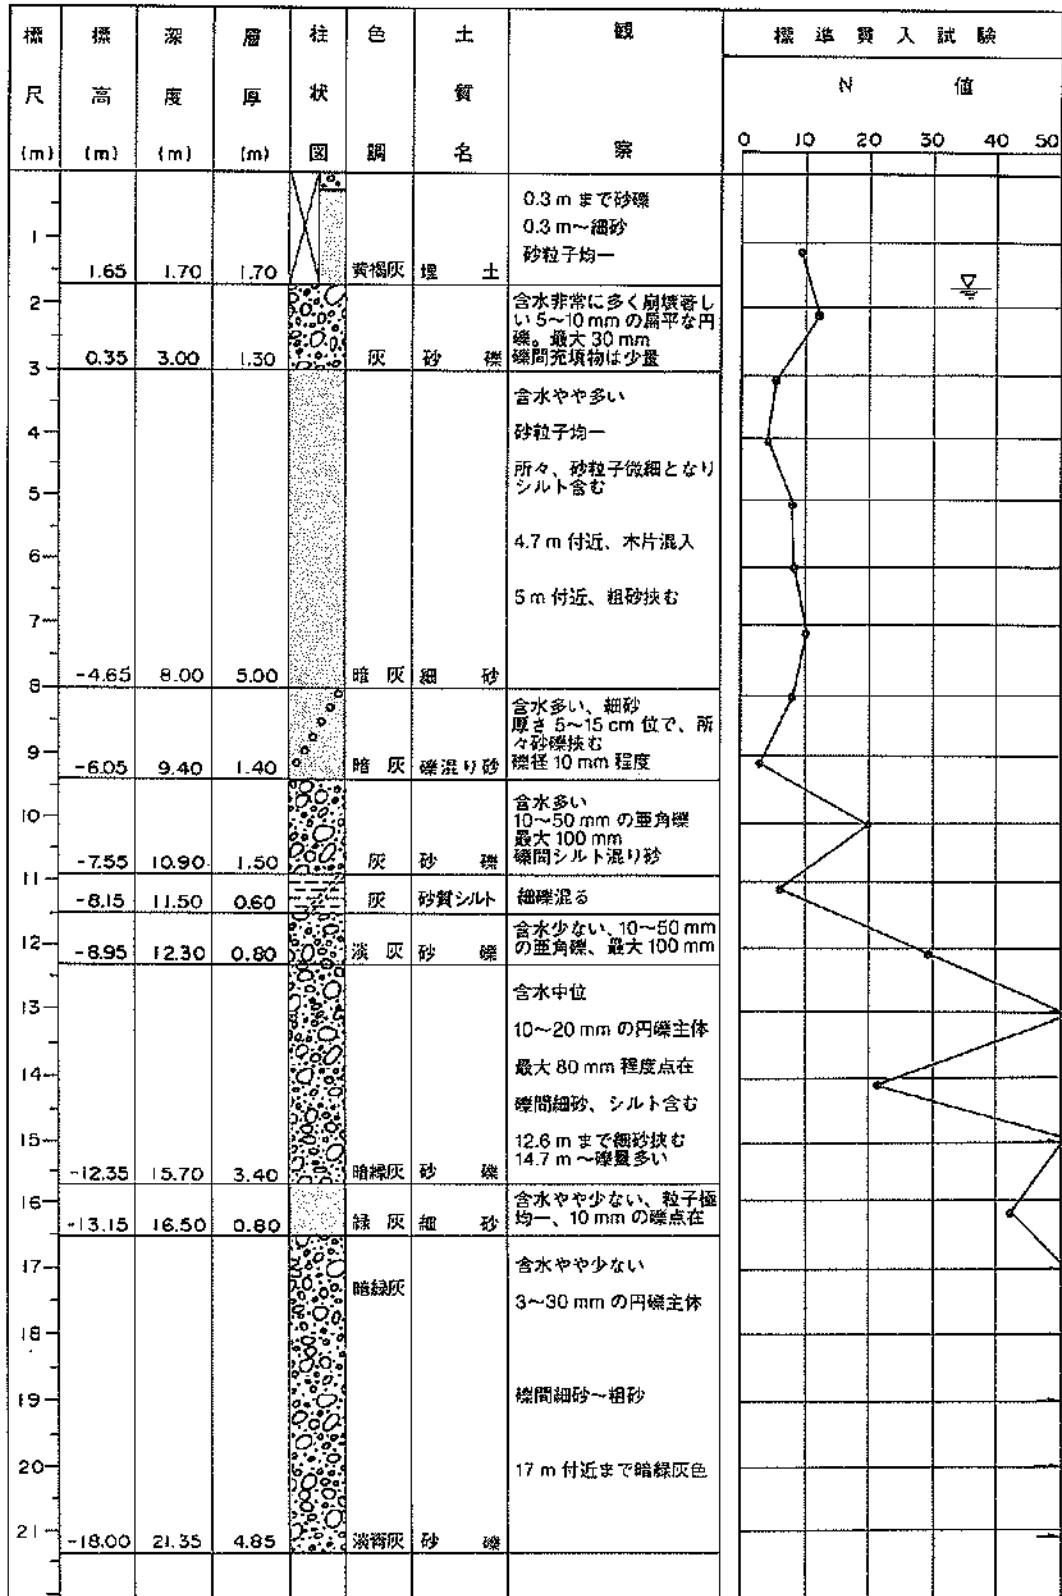 標尺(m) 標高(m) 深度(m) 層厚(m) 柱状図 色調 土質名 観察 標準貫入試験
N 値
0 10 20 30 40 50
0.3 m まで砂礫
0.3 m～細砂
砂粒子均一
1
1.65 1.70 1.70 黄褐灰 埋土
2
含水非常に多く崩壊著し
い 5～10 mm の扁平な円
礫。最大 30 mm
礫間充填物は少量
0.35 3.00 1.30 灰 砂礫
3
含水やや多い
4
砂粒子均一
所々、砂粒子微細となり
シルト含む
5
4.7 m 付近、木片混入
6
5 m 付近、粗砂挟む
7
-4.65 8.00 5.00 暗灰 細砂
8
含水多い、細砂
厚さ 5～15 cm 位で、所
々砂礫挟む
礫径 10 mm 程度
9
-6.05 9.40 1.40 暗灰 礫混り砂
含水多い
10～50 mm の亜角礫
最大 100 mm
礫間シルト混り砂
10
-7.55 10.90 1.50 灰 砂礫
11
-8.15 11.50 0.60 灰 砂質シルト 細礫混る
含水少ない、10～50 mm
の亜角礫、最大 100 mm
12
-8.95 12.30 0.80 淡灰 砂礫
含水中位
13
10～20 mm の円礫主体
最大 80 mm 程度点在
14
礫間細砂、シルト含む
12.6 m まで細砂挟む
14.7 m ～礫量多い
15
-12.35 15.70 3.40 暗緑灰 砂礫
含水やや少ない、粒子極
均一、10 mm の礫点在
16
-13.15 16.50 0.80 緑灰 細砂
含水やや少ない
17
暗緑灰
3～30 mm の円礫主体
18
19
礫間細砂～粗砂
20
17 m 付近まで暗緑灰色
21
-18.00 21.35 4.85 淡青灰 砂礫